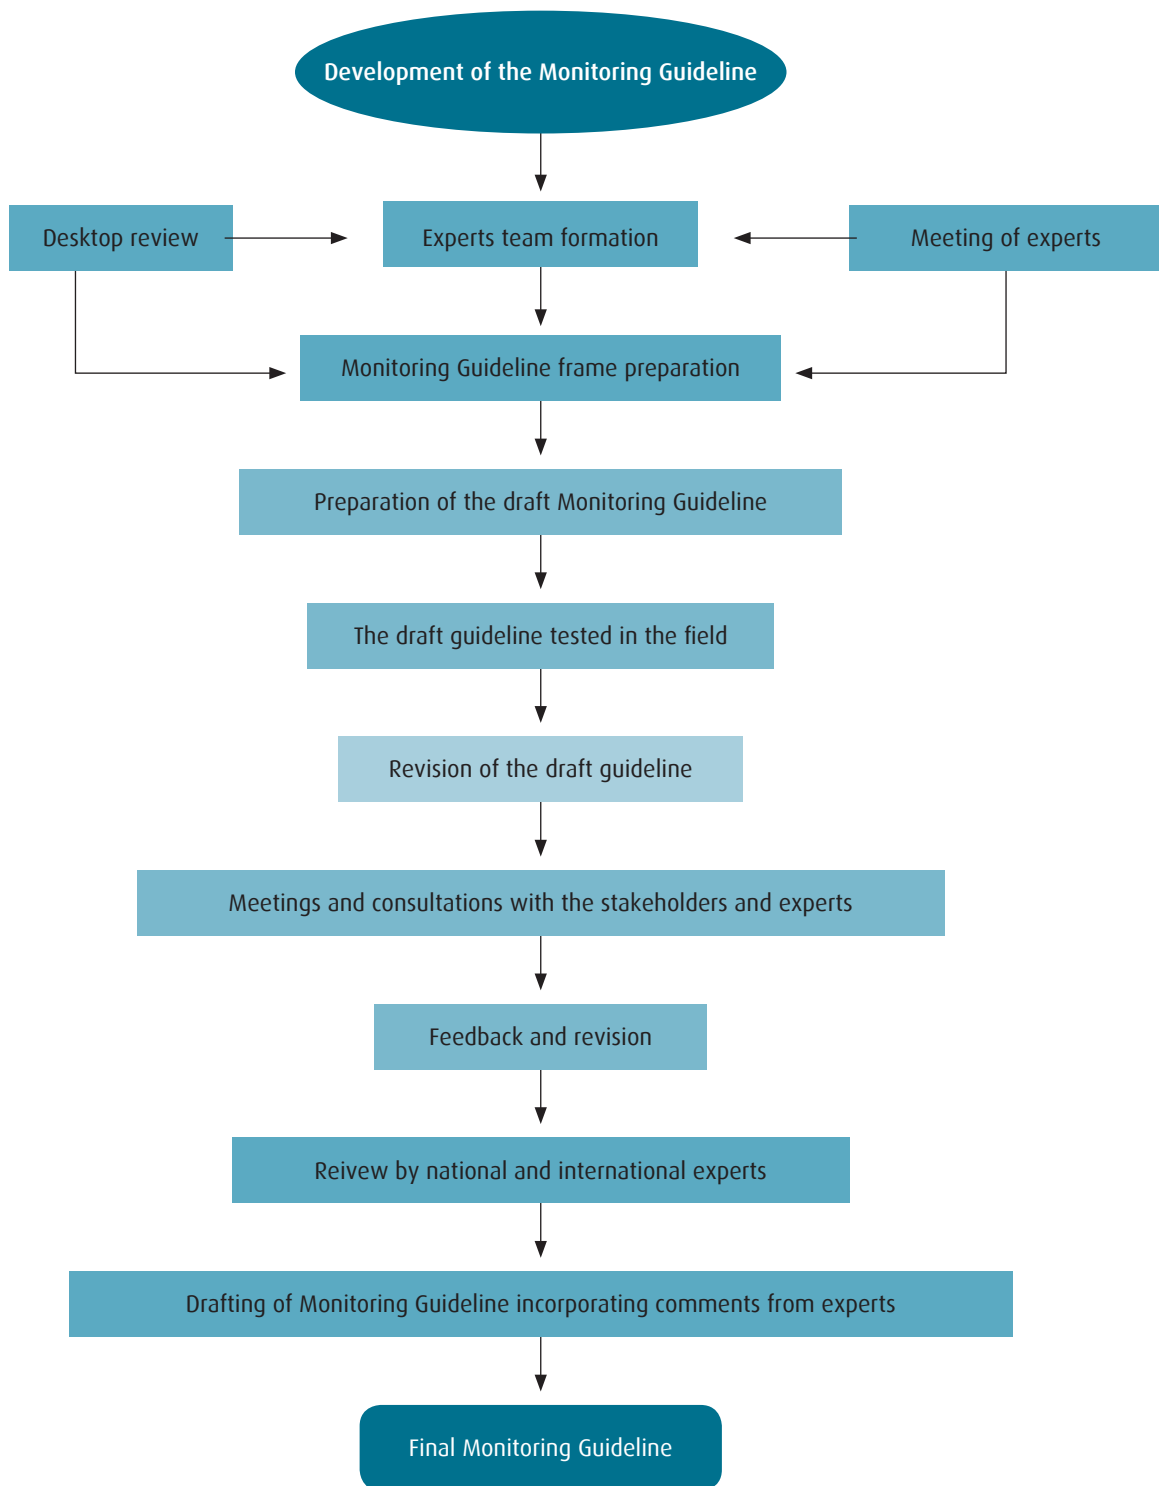 Development of the Monitoring Guideline
Desktop review
Experts team formation
Meeting of experts
Monitoring Guideline frame preparation
Preparation of the draft Monitoring Guideline
The draft guideline tested in the field
Revision of the draft guideline
Meetings and consultations with the stakeholders and experts
Feedback and revision
Reivew by national and international experts
Drafting of Monitoring Guideline incorporating comments from experts
Final Monitoring Guideline